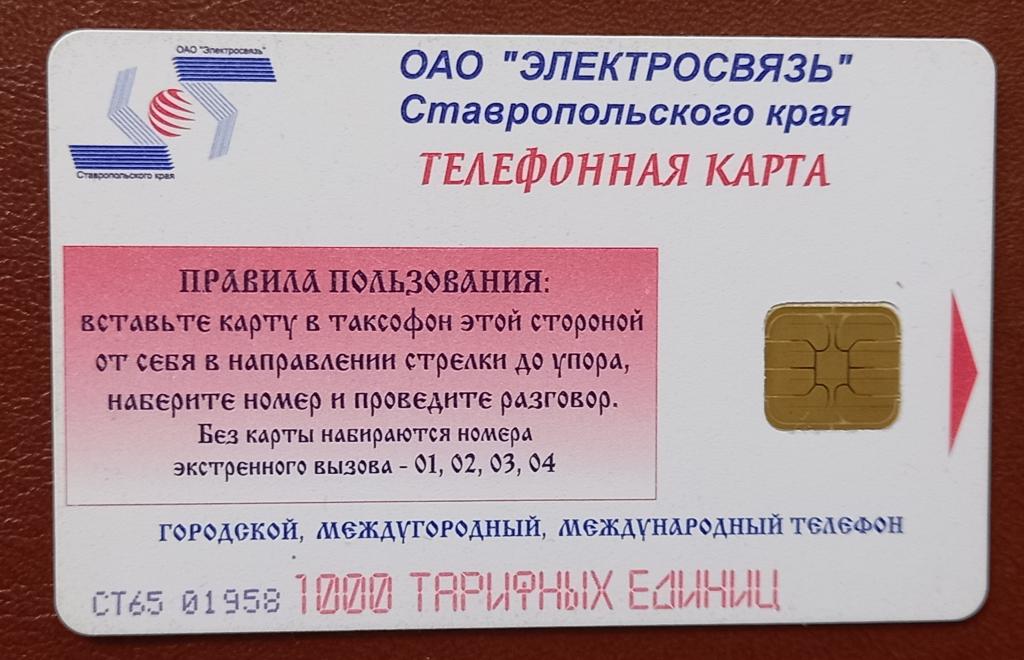 ОАО "Электросвязь"
Ставропольского края
ОАО "ЭЛЕКТРОСВЯЗЬ"
Ставропольского края
ТЕЛЕФОННАЯ КАРТА
ПРАВИЛА ПОЛЬЗОВАНИЯ:
ВСТАВЬТЕ КАРТУ В ТАКСОФОН ЭТОЙ СТОРОНОЙ
ОТ СЕБЯ В НАПРАВЛЕНИИ СТРЕЛКИ ДО УПОРА,
НАБЕРИТЕ НОМЕР И ПРОВЕДИТЕ РАЗГОВОР.
БЕЗ КАРТЫ НАБИРАЮТСЯ НОМЕРА
ЭКСТРЕННОГО ВЫЗОВА - 01, 02, 03, 04
ГОРОДСКОЙ, МЕЖДУГОРОДНЫЙ, МЕЖДУНАРОДНЫЙ ТЕЛЕФОН
СТ65 01958 1000 ТАРИФНЫХ ЕДИНИЦ